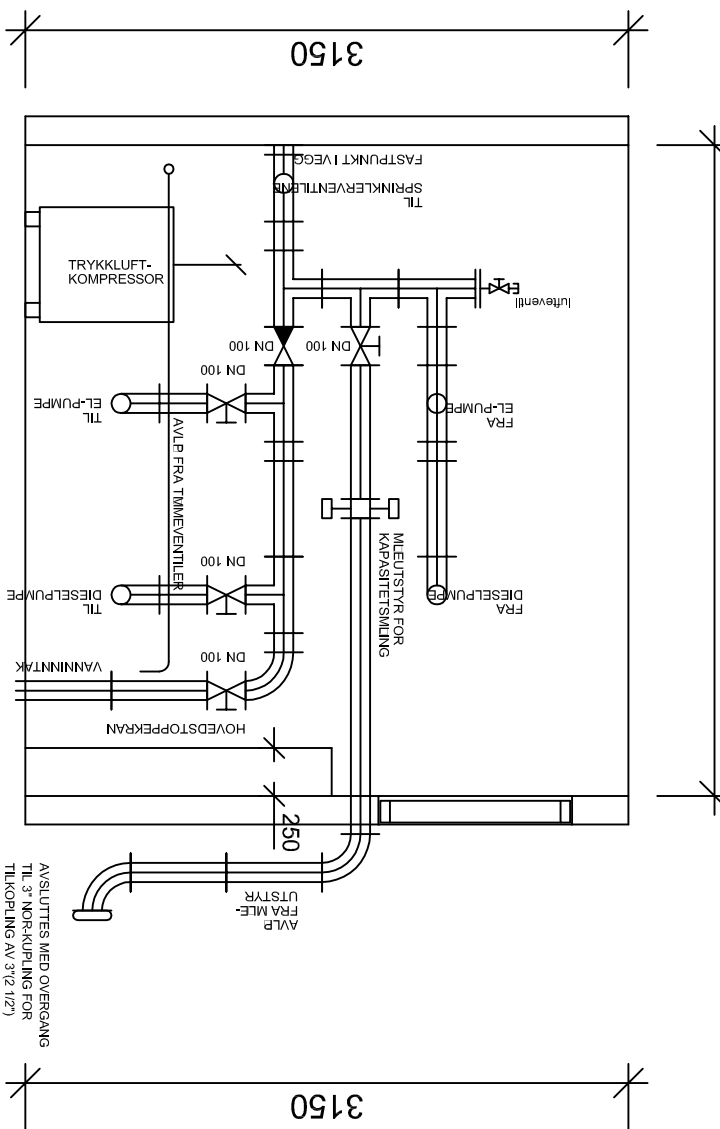 3150
FASTPUNKT I VEGG
TIL
SPRINKLERVENTILENE
TRYKKLUFT-
KOMPRESSOR
lufteventil
DN 100
DN 100
DN 100
TIL
EL-PUMPE
FRA
EL-PUMPE
AVLP FRA TMMEVENTILER
MLEUTSTYR FOR
KAPASITETSMLING
DN 100
TIL
DIESELPUMPE
FRA
DIESELPUMPE
DN 100
VANNINNTAK
HOVEDSTOPPEKRAN
250
AVLP
FRA MLE-
UTSTYR
AVSLUTTES MED OVERGANG
TIL 3" NOR-KUPLING FOR
TILKOPLING AV 3"(2 1/2")
3150